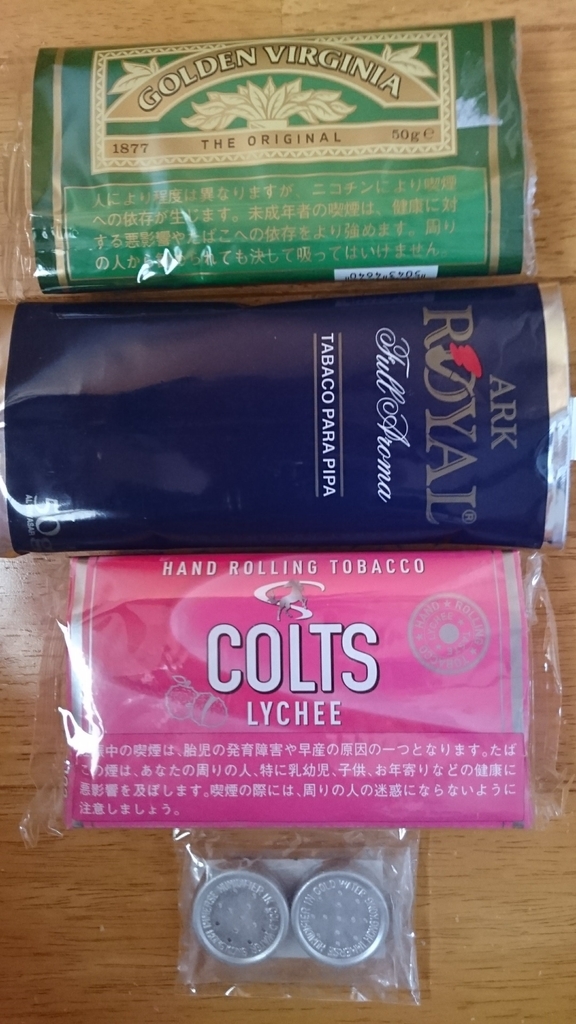 GOLDEN VIRGINIA
1877 THE ORIGINAL 50g e
人により程度は異なりますが、ニコチンにより喫煙
への依存が生じます。未成年者の喫煙は、健康に対
する悪影響やたばこへの依存をより強めます。周り
の人から れても決して吸ってはいけません。
ARK
ROYAL®
Full Aroma
TABACO PARA PIPA
HAND ROLLING TOBACCO
COLTS
LYCHEE
HAND ROLLING
LYCHEE
TOBACCO
中の喫煙は、胎児の発育障害や早産の原因の一つとなります。たば
この煙は、あなたの周りの人、特に乳幼児、子供、お年寄りなどの健康に
悪影響を及ぼします。喫煙の際には、周りの人の迷惑にならないように
注意しましょう。
IN COLD WATER